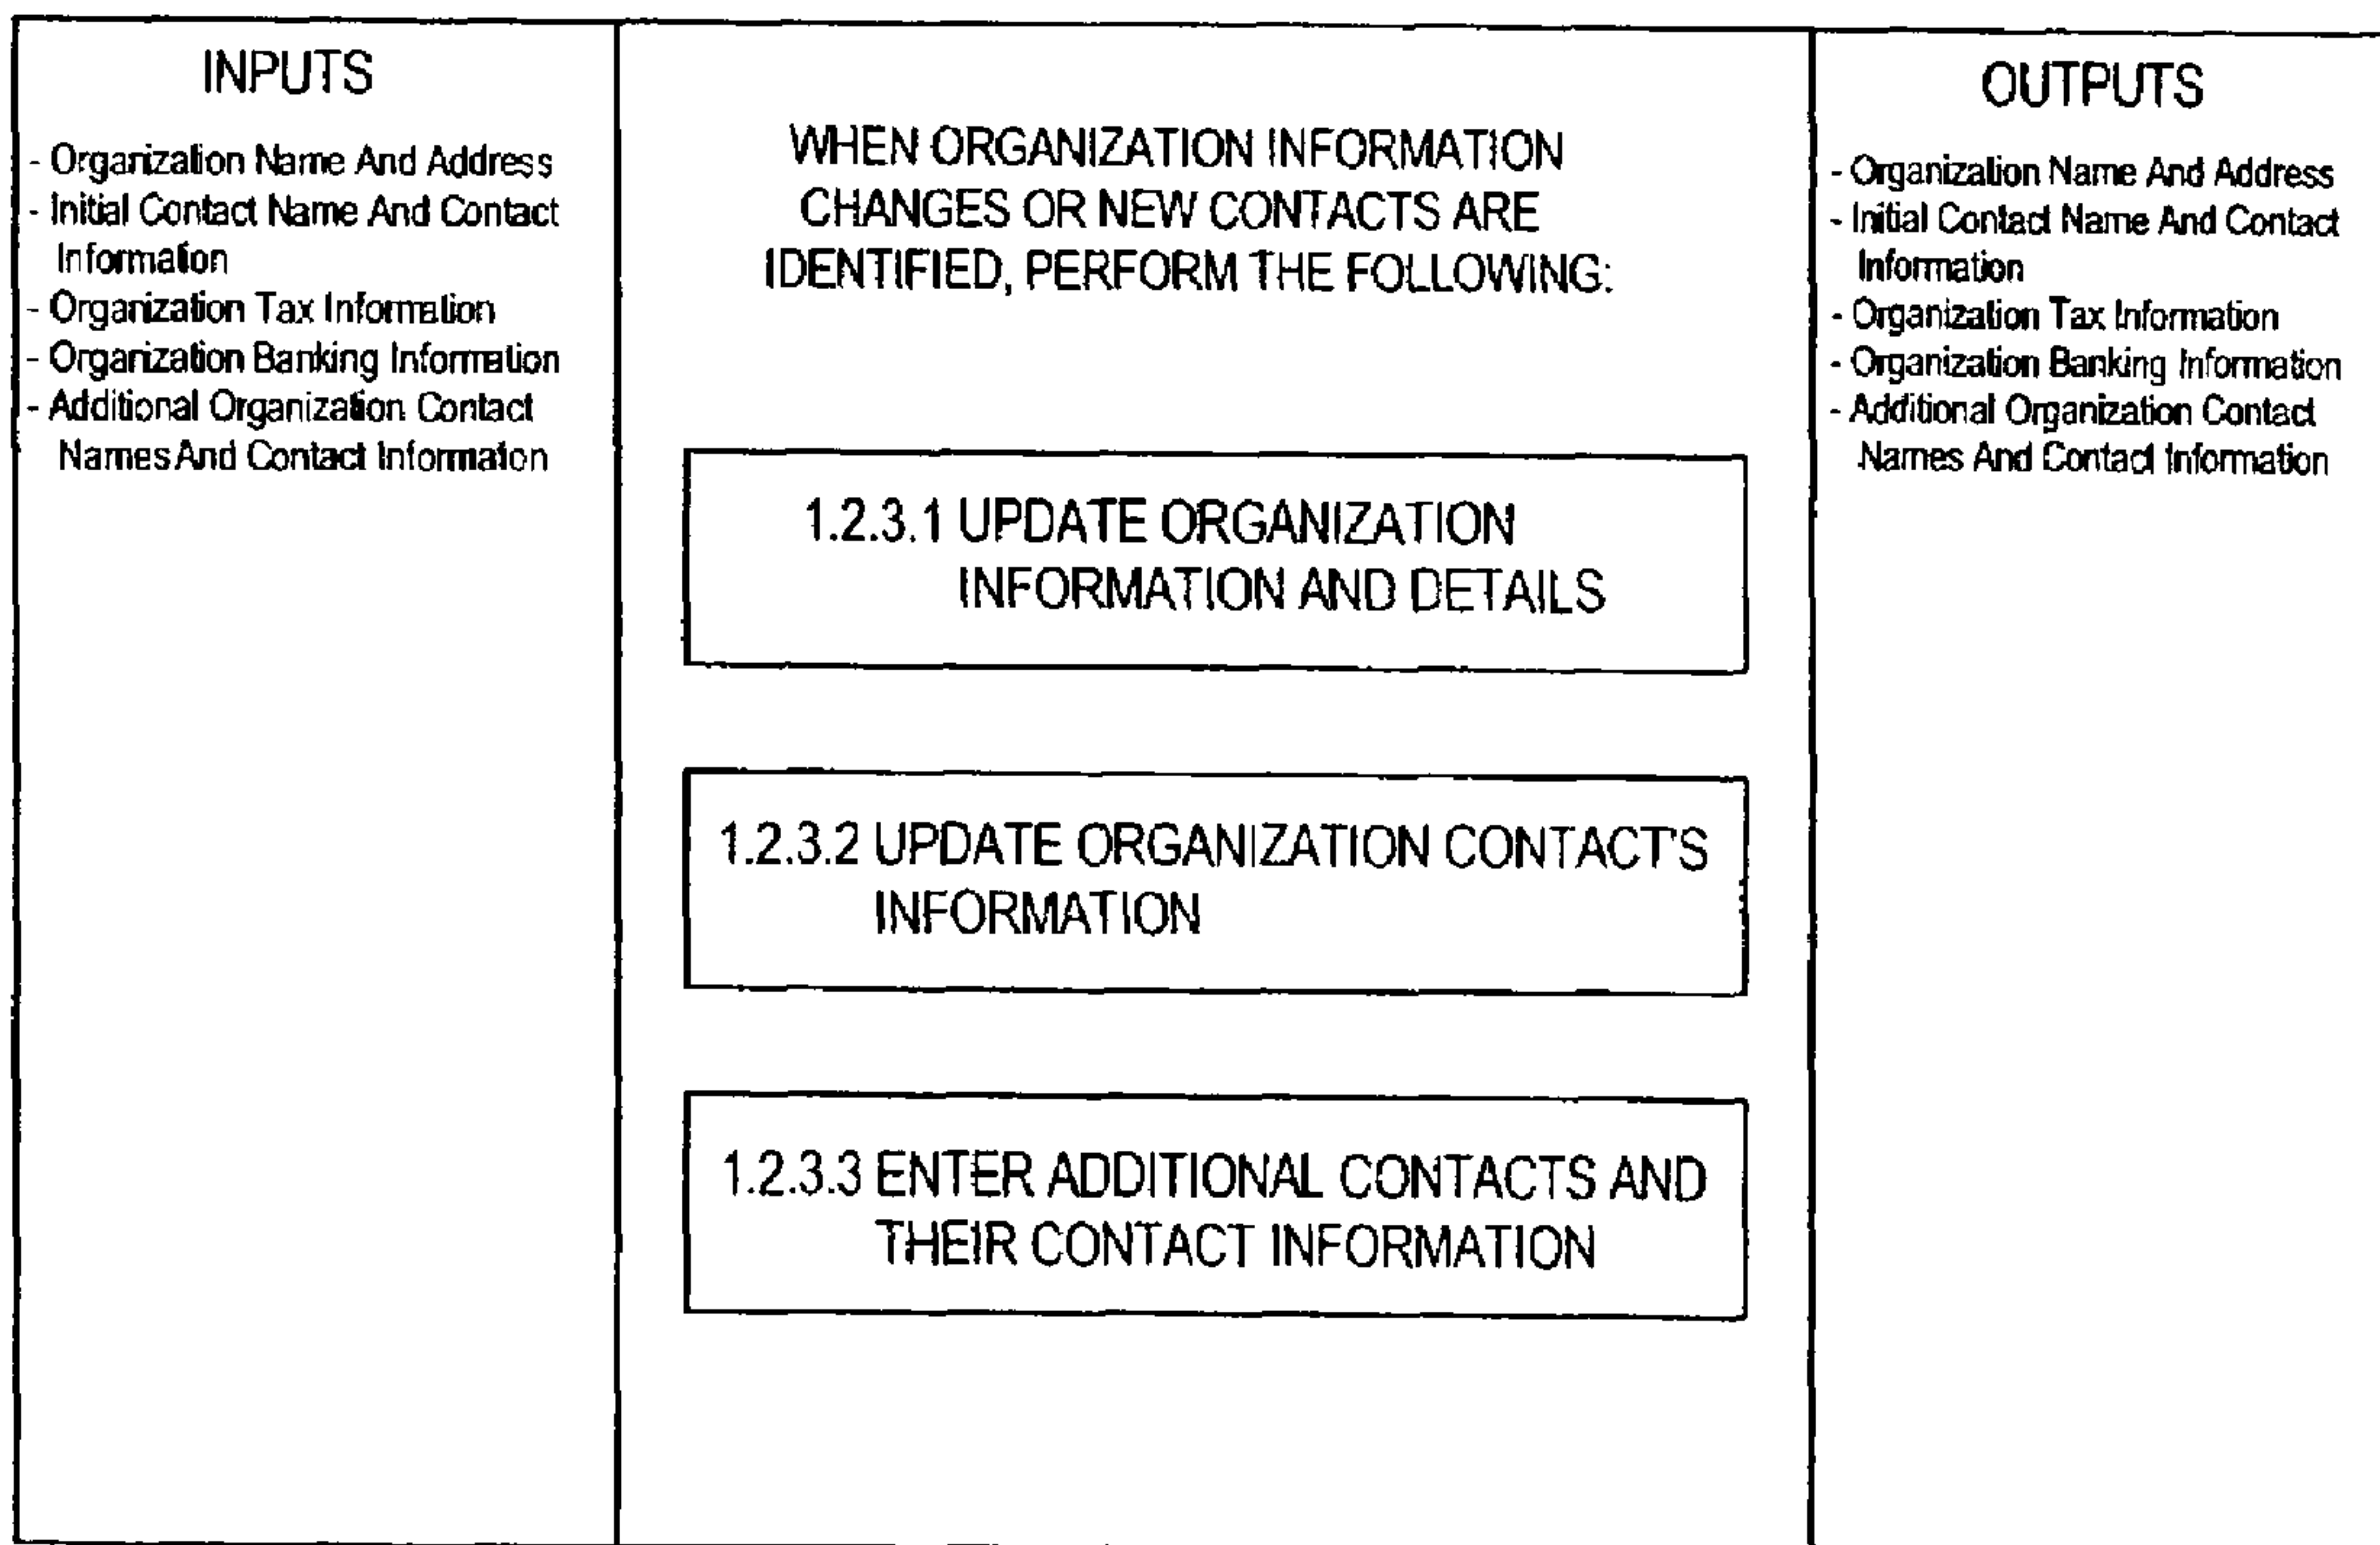 INPUTS
- Organization Name And Address
- Initial Contact Name And Contact
Information
- Organization Tax Information
- Organization Banking Information
- Additional Organization Contact
Names And Contact Information
WHEN ORGANIZATION INFORMATION
CHANGES OR NEW CONTACTS ARE
IDENTIFIED, PERFORM THE FOLLOWING:
1.2.3.1 UPDATE ORGANIZATION
INFORMATION AND DETAILS
1.2.3.2 UPDATE ORGANIZATION CONTACT'S
INFORMATION
1.2.3.3 ENTER ADDITIONAL CONTACTS AND
THEIR CONTACT INFORMATION
OUTPUTS
- Organization Name And Address
- Initial Contact Name And Contact
Information
- Organization Tax Information
- Organization Banking Information
- Additional Organization Contact
Names And Contact Information